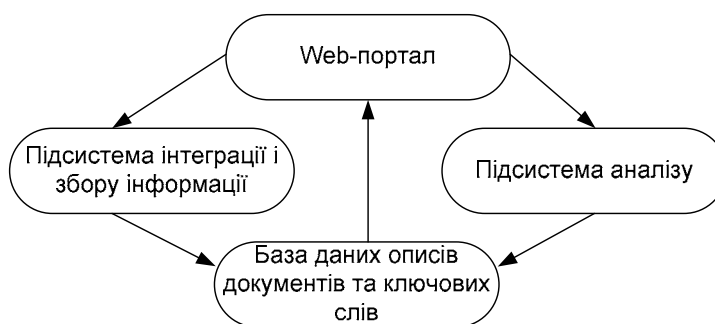 Web-портал
Підсистема інтеграції і
збору інформації
Підсистема аналізу
База даних описів
документів та ключових
слів